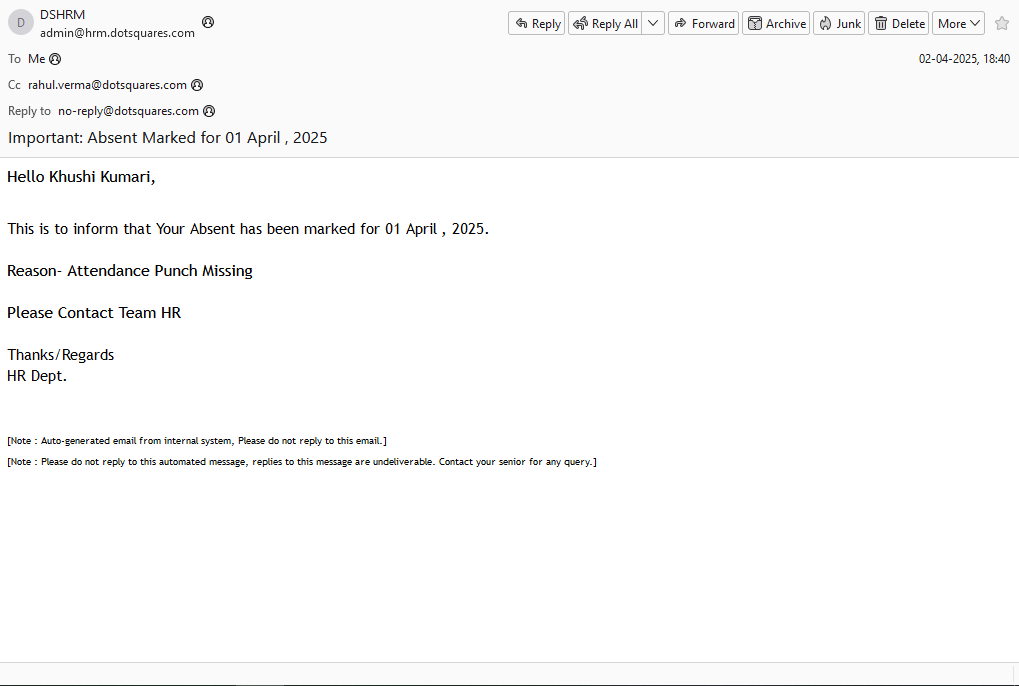 D
DSHRM
admin@hrm.dotsquares.com
Reply
Reply All
Forward
Archive
Junk
Delete
More
To Me
02-04-2025, 18:40
Cc rahul.verma@dotsquares.com
Reply to no-reply@dotsquares.com
Important: Absent Marked for 01 April , 2025
Hello Khushi Kumari,
This is to inform that Your Absent has been marked for 01 April , 2025.
Reason- Attendance Punch Missing
Please Contact Team HR
Thanks/Regards
HR Dept.
[Note : Auto-generated email from internal system, Please do not reply to this email.]
[Note : Please do not reply to this automated message, replies to this message are undeliverable. Contact your senior for any query.]